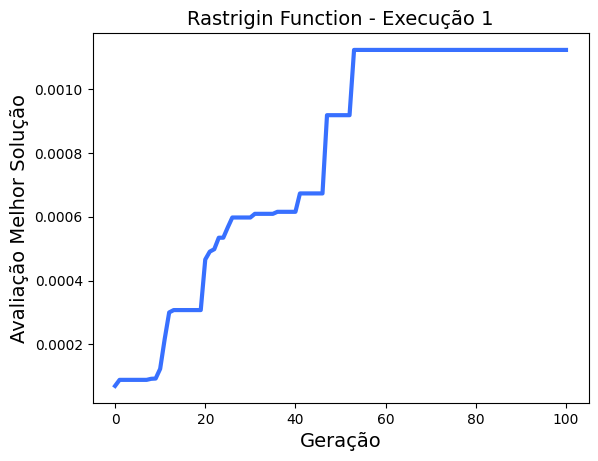 Rastrigin Function - Execução 1
Avaliação Melhor Solução
0.0010
0.0008
0.0006
0.0004
0.0002
0 20 40 60 80 100
Geração